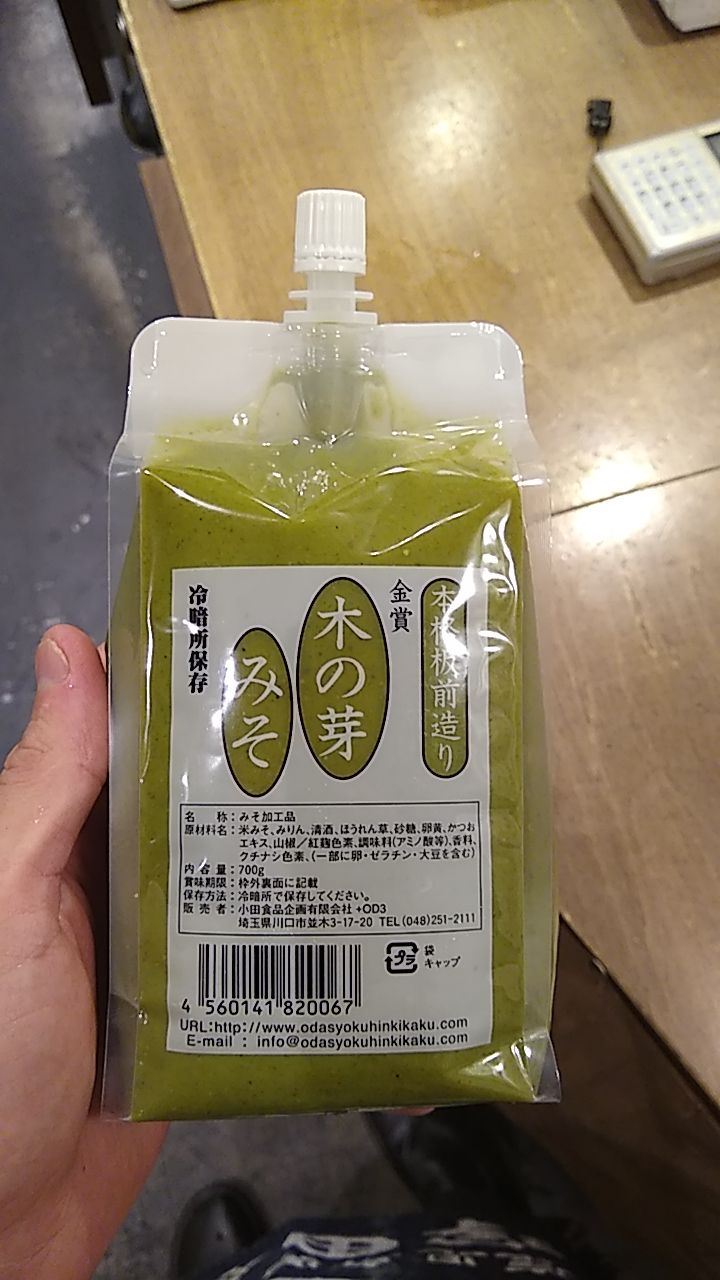 本格板前造り
金賞
木の芽
みそ
冷暗所保存
名　　称：みそ加工品
原材料名：米みそ、みりん、清酒、ほうれん草、砂糖、卵黄、かつお
エキス、山椒／紅麹色素、調味料(アミノ酸等)、香料、
クチナシ色素、(一部に卵・ゼラチン・大豆を含む)
内 容 量：700g
賞味期限：枠外裏面に記載
保存方法：冷暗所で保存してください。
販 売 者：小田食品企画有限会社 +OD3
埼玉県川口市並木3-17-20 TEL(048)251-2111
プラ
袋
キャップ
4 560141 820067
URL:http://www.odasyokuhinkikaku.com
E-mail : info@odasyokuhinkikaku.com